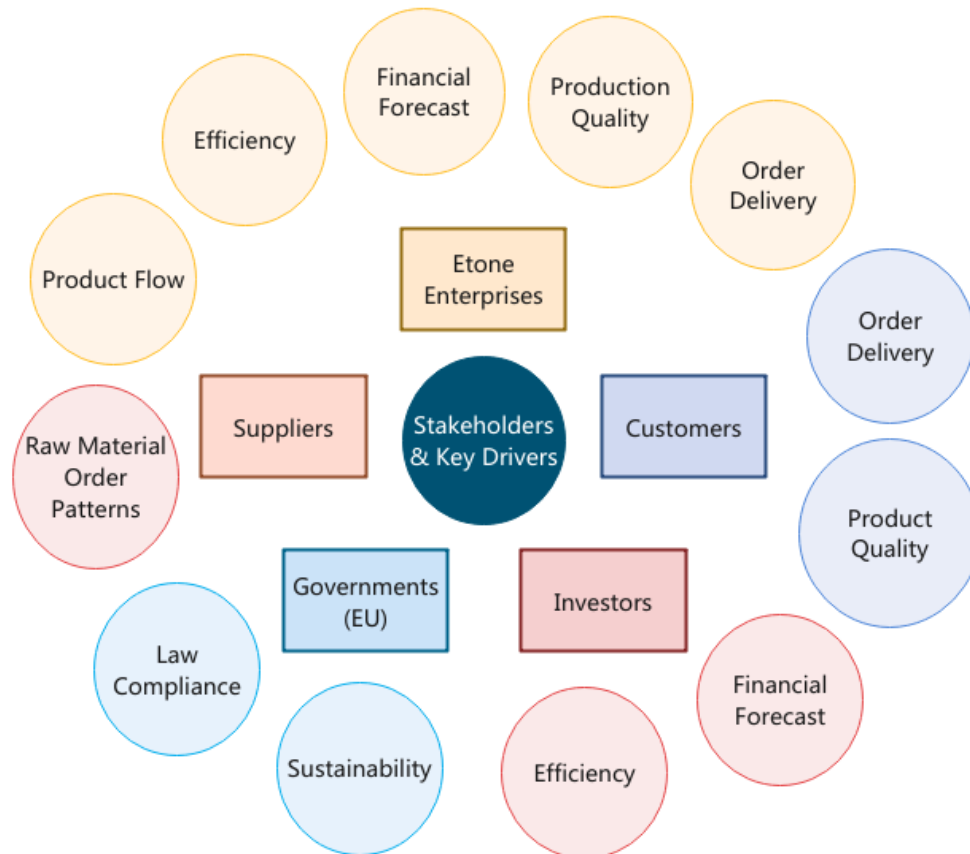 Financial
Forecast
Production
Quality
Efficiency
Order
Delivery
Etone
Enterprises
Product Flow
Order
Delivery
Suppliers
Stakeholders
& Key Drivers
Customers
Raw Material
Order
Patterns
Product
Quality
Governments
(EU)
Investors
Law
Compliance
Financial
Forecast
Sustainability
Efficiency